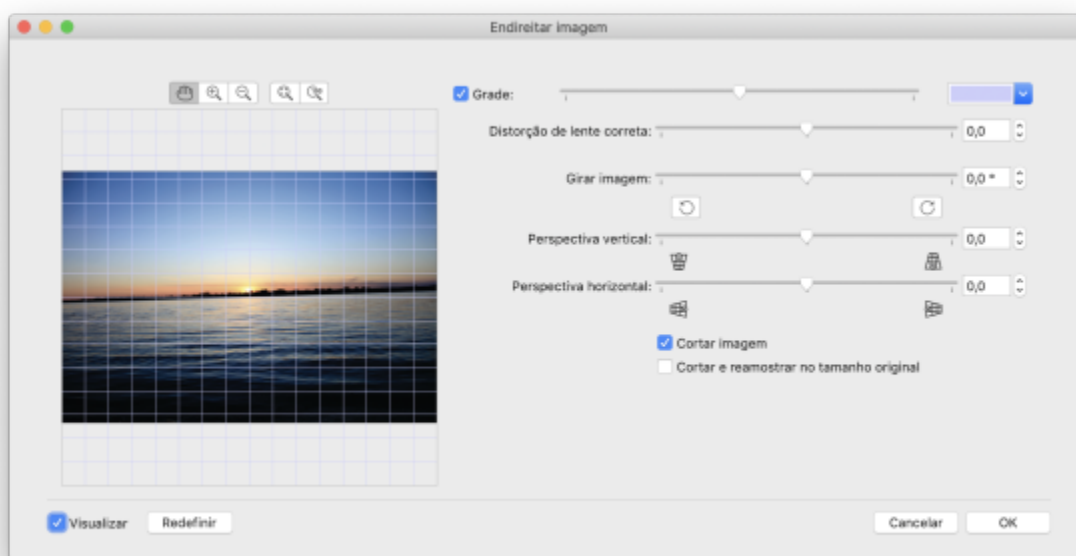 Endireitar imagem
Grade:
Distorção de lente correta: 0,0
Girar imagem: 0,0 °
Perspectiva vertical: 0,0
Perspectiva horizontal: 0,0
Cortar imagem
Cortar e reamostrar no tamanho original
Visualizar Redefinir Cancelar OK